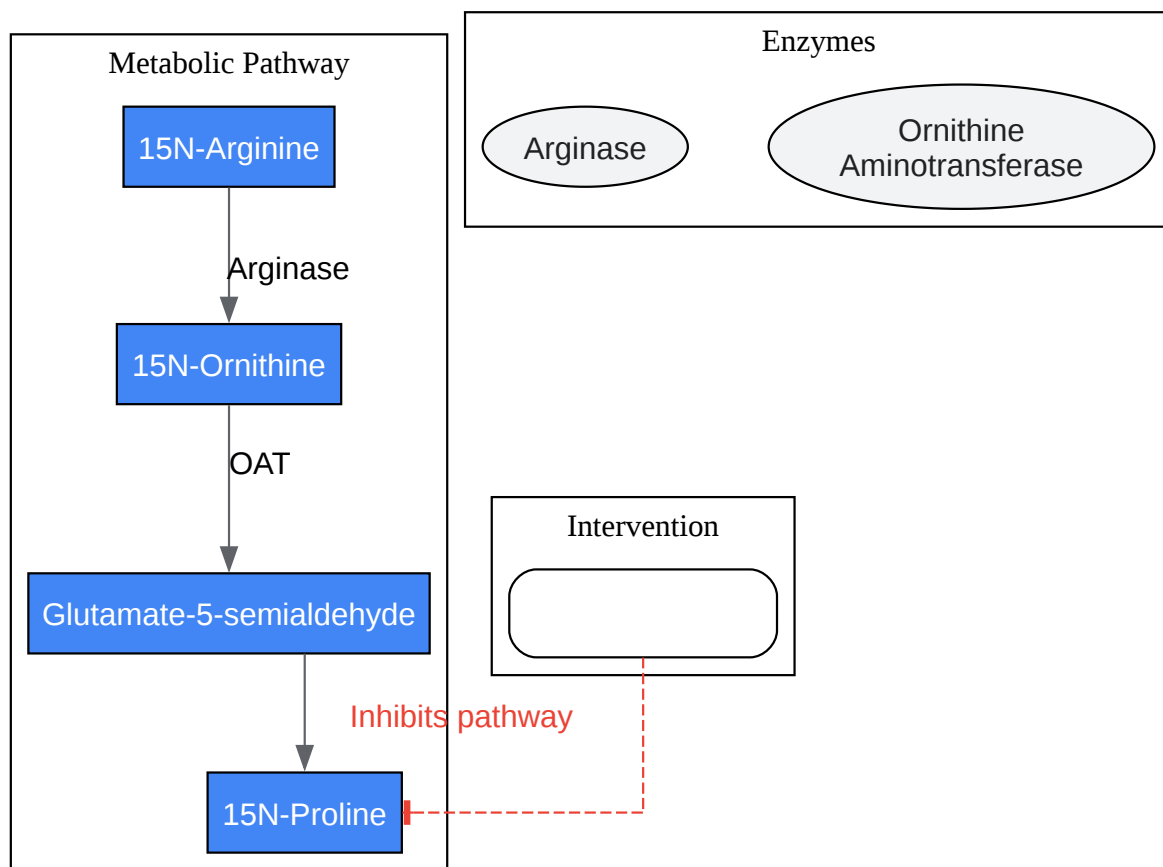 Metabolic Pathway
15N-Arginine
Arginase
15N-Ornithine
OAT
Glutamate-5-semialdehyde
Inhibits pathway
15N-Proline
Enzymes
Arginase
Ornithine
Aminotransferase
Intervention